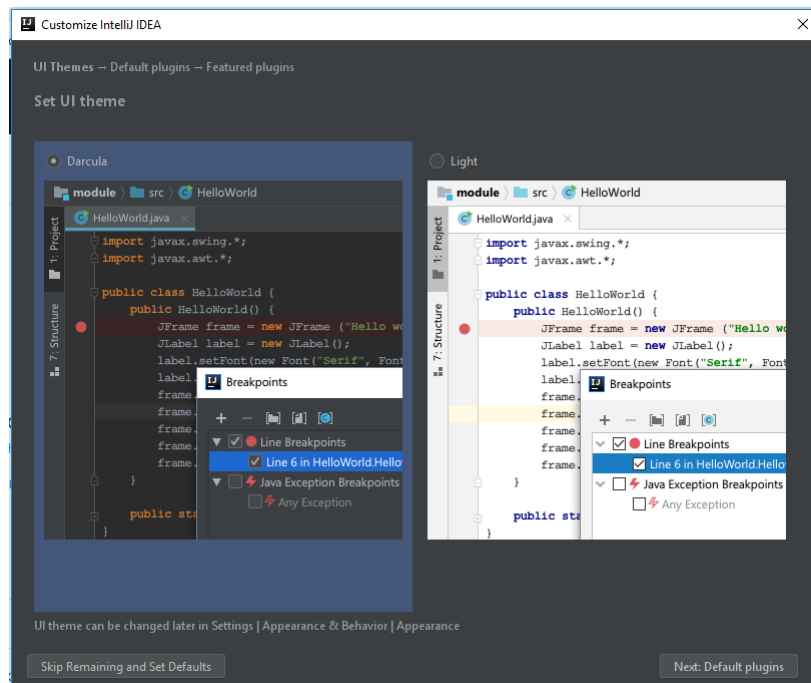 Customize IntelliJ IDEA
UI Themes → Default plugins → Featured plugins
Set UI theme
Darcula
module src HelloWorld
HelloWorld.java
1: Project
7: Structure
import javax.swing.*;
import javax.awt.*;
public class HelloWorld {
public HelloWorld() {
JFrame frame = new JFrame ("Hello
JLabel label = new JLabel();
label.setFont(new Font("Serif", Font
label.
frame.
frame.
frame.
frame.
frame.
}
public sta
}
Breakpoints
Line Breakpoints
Line 6 in HelloWorld.Hello
Java Exception Breakpoints
Any Exception
Light
module src HelloWorld
HelloWorld.java
1: Project
7: Structure
import javax.swing.*;
import javax.awt.*;
public class HelloWorld {
public HelloWorld() {
JFrame frame = new JFrame ("Hello w
JLabel label = new JLabel();
label.setFont(new Font("Serif", Font
label.
frame.
frame.
frame.
frame.
frame.
}
public sta
}
Breakpoints
Line Breakpoints
Line 6 in HelloWorld.Hello
Java Exception Breakpoints
Any Exception
UI theme can be changed later in Settings | Appearance & Behavior | Appearance
Skip Remaining and Set Defaults
Next: Default plugins